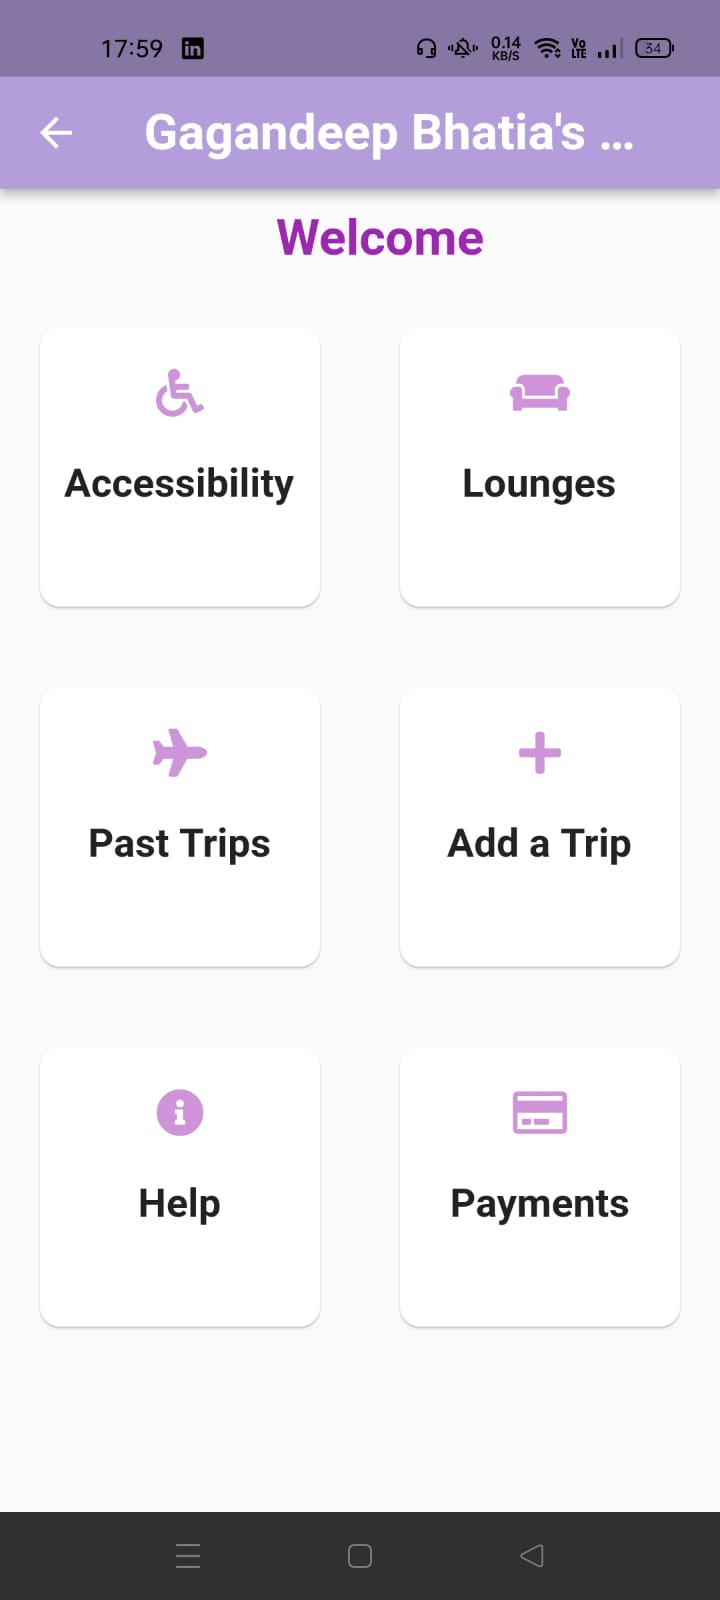 17:59 in 0.14 KB/S Vo LTE 34
Gagandeep Bhatia's ...
Welcome
Accessibility
Lounges
Past Trips
Add a Trip
Help
Payments